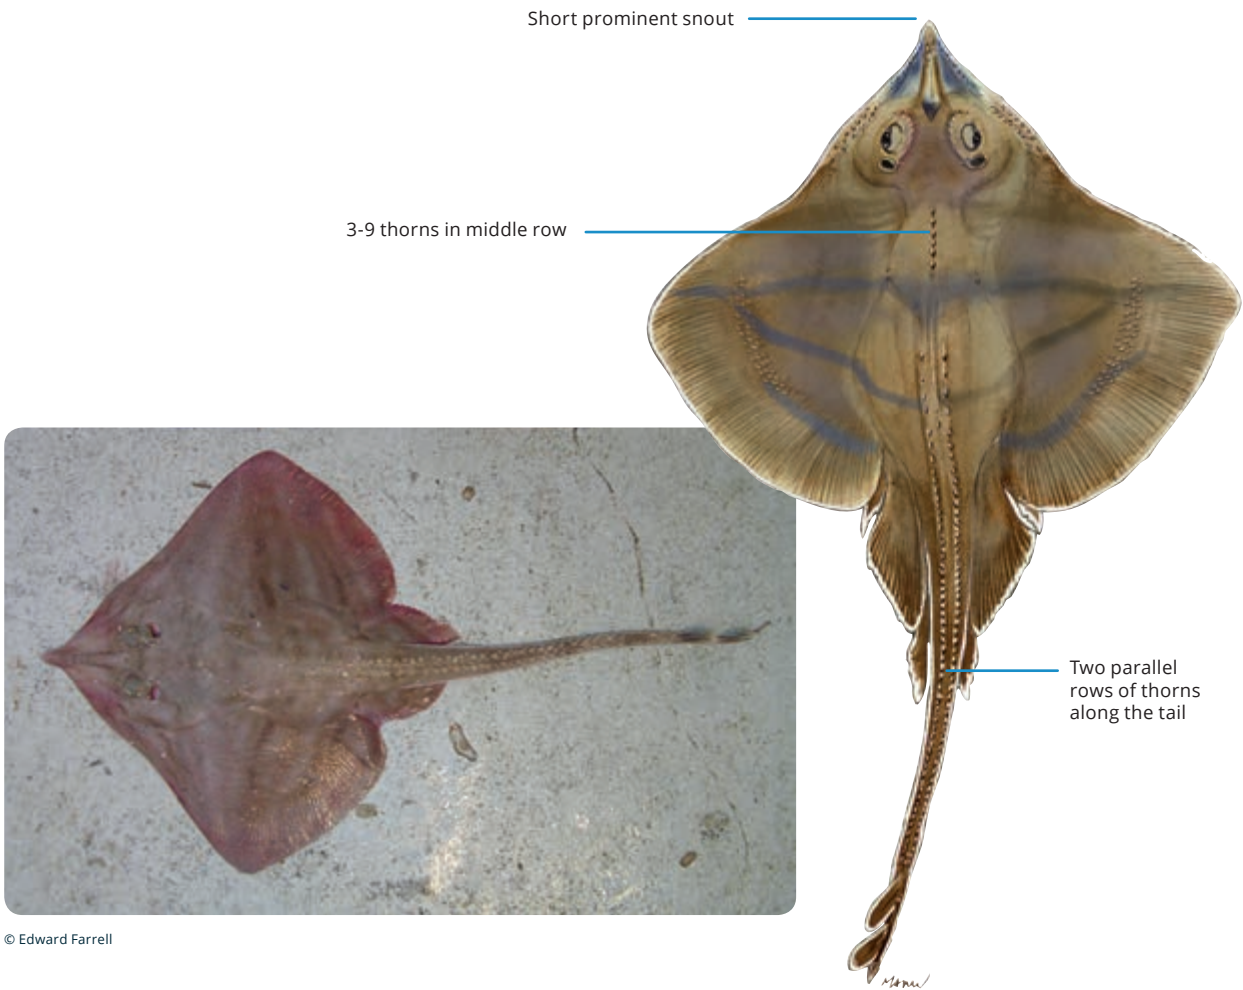 Short prominent snout
3-9 thorns in middle row
Two parallel
rows of thorns
along the tail
© Edward Farrell